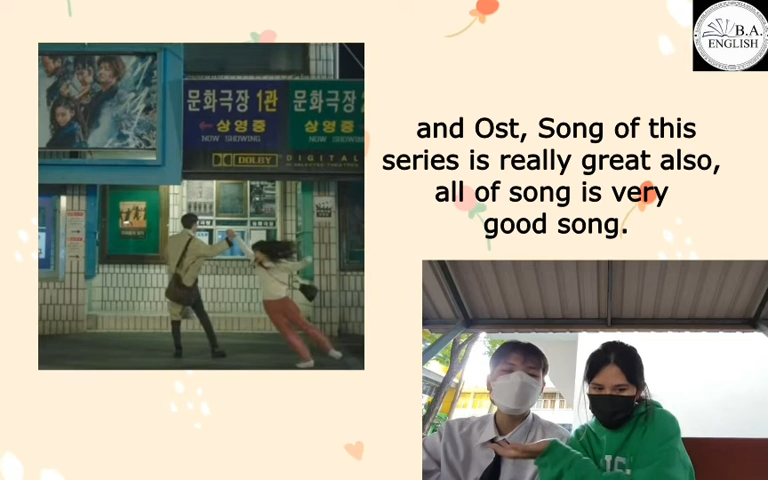 B.A.
ENGLISH
문화극장 1관
상영중
NOW SHOWING
DOLBY DIGITAL
문화극장
상영중
NOW SHOWING
and Ost, Song of this
series is really great also,
all of song is very
good song.